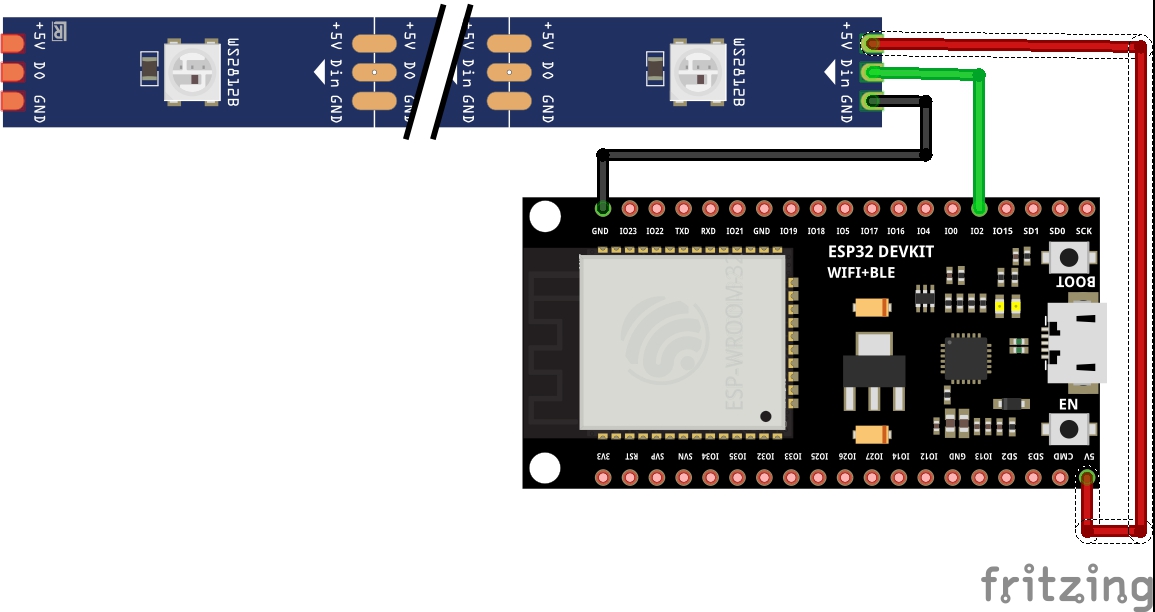 +5V DO GND
R
WS2812B
+5V Din GND
+5V DO GND
+5V Din GND
+5V DO GND
WS2812B
+5V Din GND
GND IO23 IO22 TXD RXD IO21 GND IO19 IO18 IO5 IO17 IO16 IO4 IO0 IO2 IO15 SD1 SD0 SCK
ESP32 DEVKIT
WIFI+BLE
BOOT
ESP-WROOM-32
EN
3V3 RST SVP SVN IO34 IO35 IO32 IO33 IO25 IO26 IO27 IO14 IO12 GND IO13 SD2 SD3 CMD 5V
fritzing